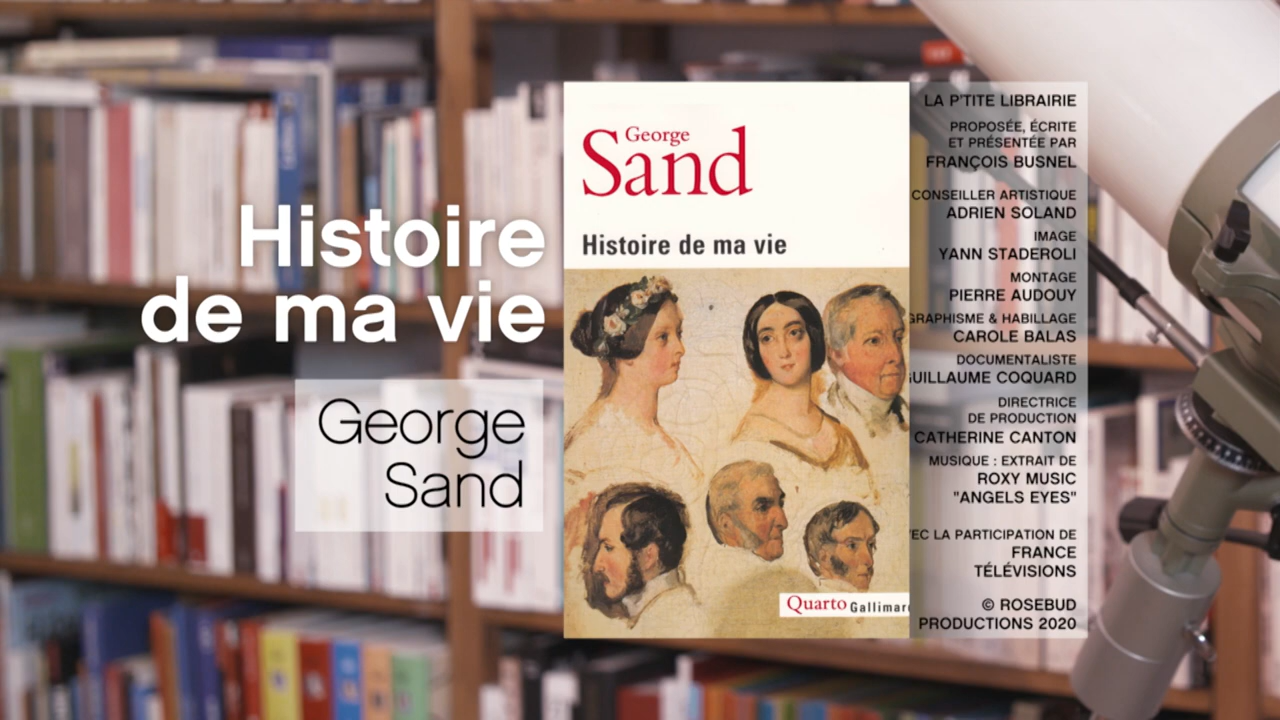 Histoire
de ma vie
George
Sand
George
Sand
Histoire de ma vie
Quarto Gallimard
LA P'TITE LIBRAIRIE
PROPOSÉE, ÉCRITE
ET PRÉSENTÉE PAR
FRANÇOIS BUSNEL
CONSEILLER ARTISTIQUE
ADRIEN SOLAND
IMAGE
YANN STADEROLI
MONTAGE
PIERRE AUDOUY
GRAPHISME & HABILLAGE
CAROLE BALAS
DOCUMENTALISTE
GUILLAUME COQUARD
DIRECTRICE
DE PRODUCTION
CATHERINE CANTON
MUSIQUE : EXTRAIT DE
ROXY MUSIC
"ANGELS EYES"
EC LA PARTICIPATION DE
FRANCE
TÉLÉVISIONS
© ROSEBUD
PRODUCTIONS 2020